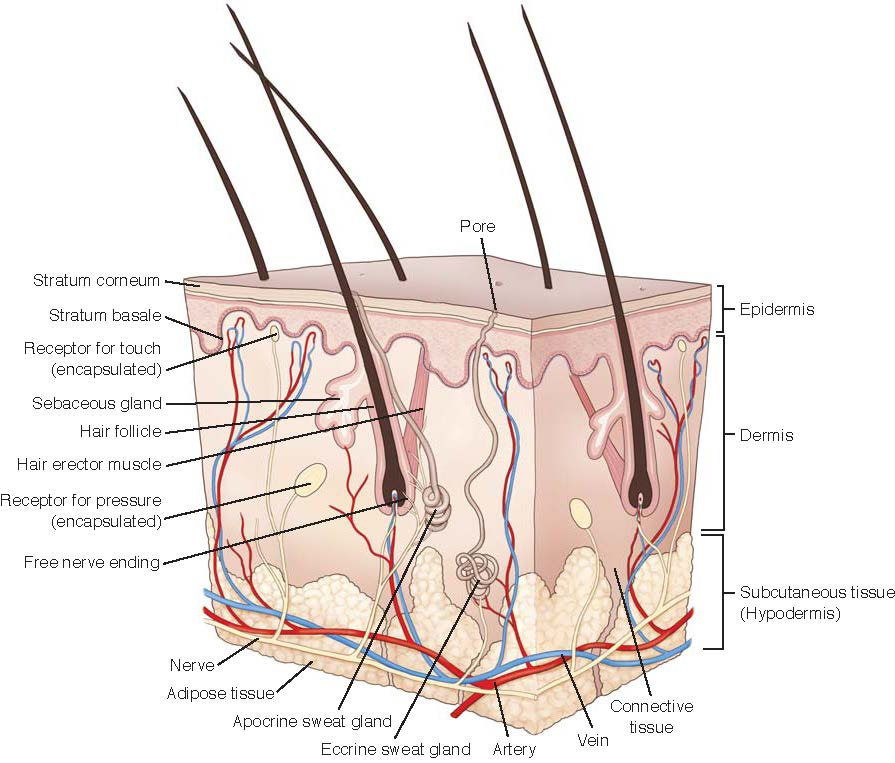 Pore
Stratum corneum
Stratum basale
Receptor for touch
(encapsulated)
Sebaceous gland
Hair follicle
Hair erector muscle
Receptor for pressure
(encapsulated)
Free nerve ending
Nerve
Adipose tissue
Apocrine sweat gland
Eccrine sweat gland
Artery
Vein
Connective
tissue
Epidermis
Dermis
Subcutaneous tissue
(Hypodermis)